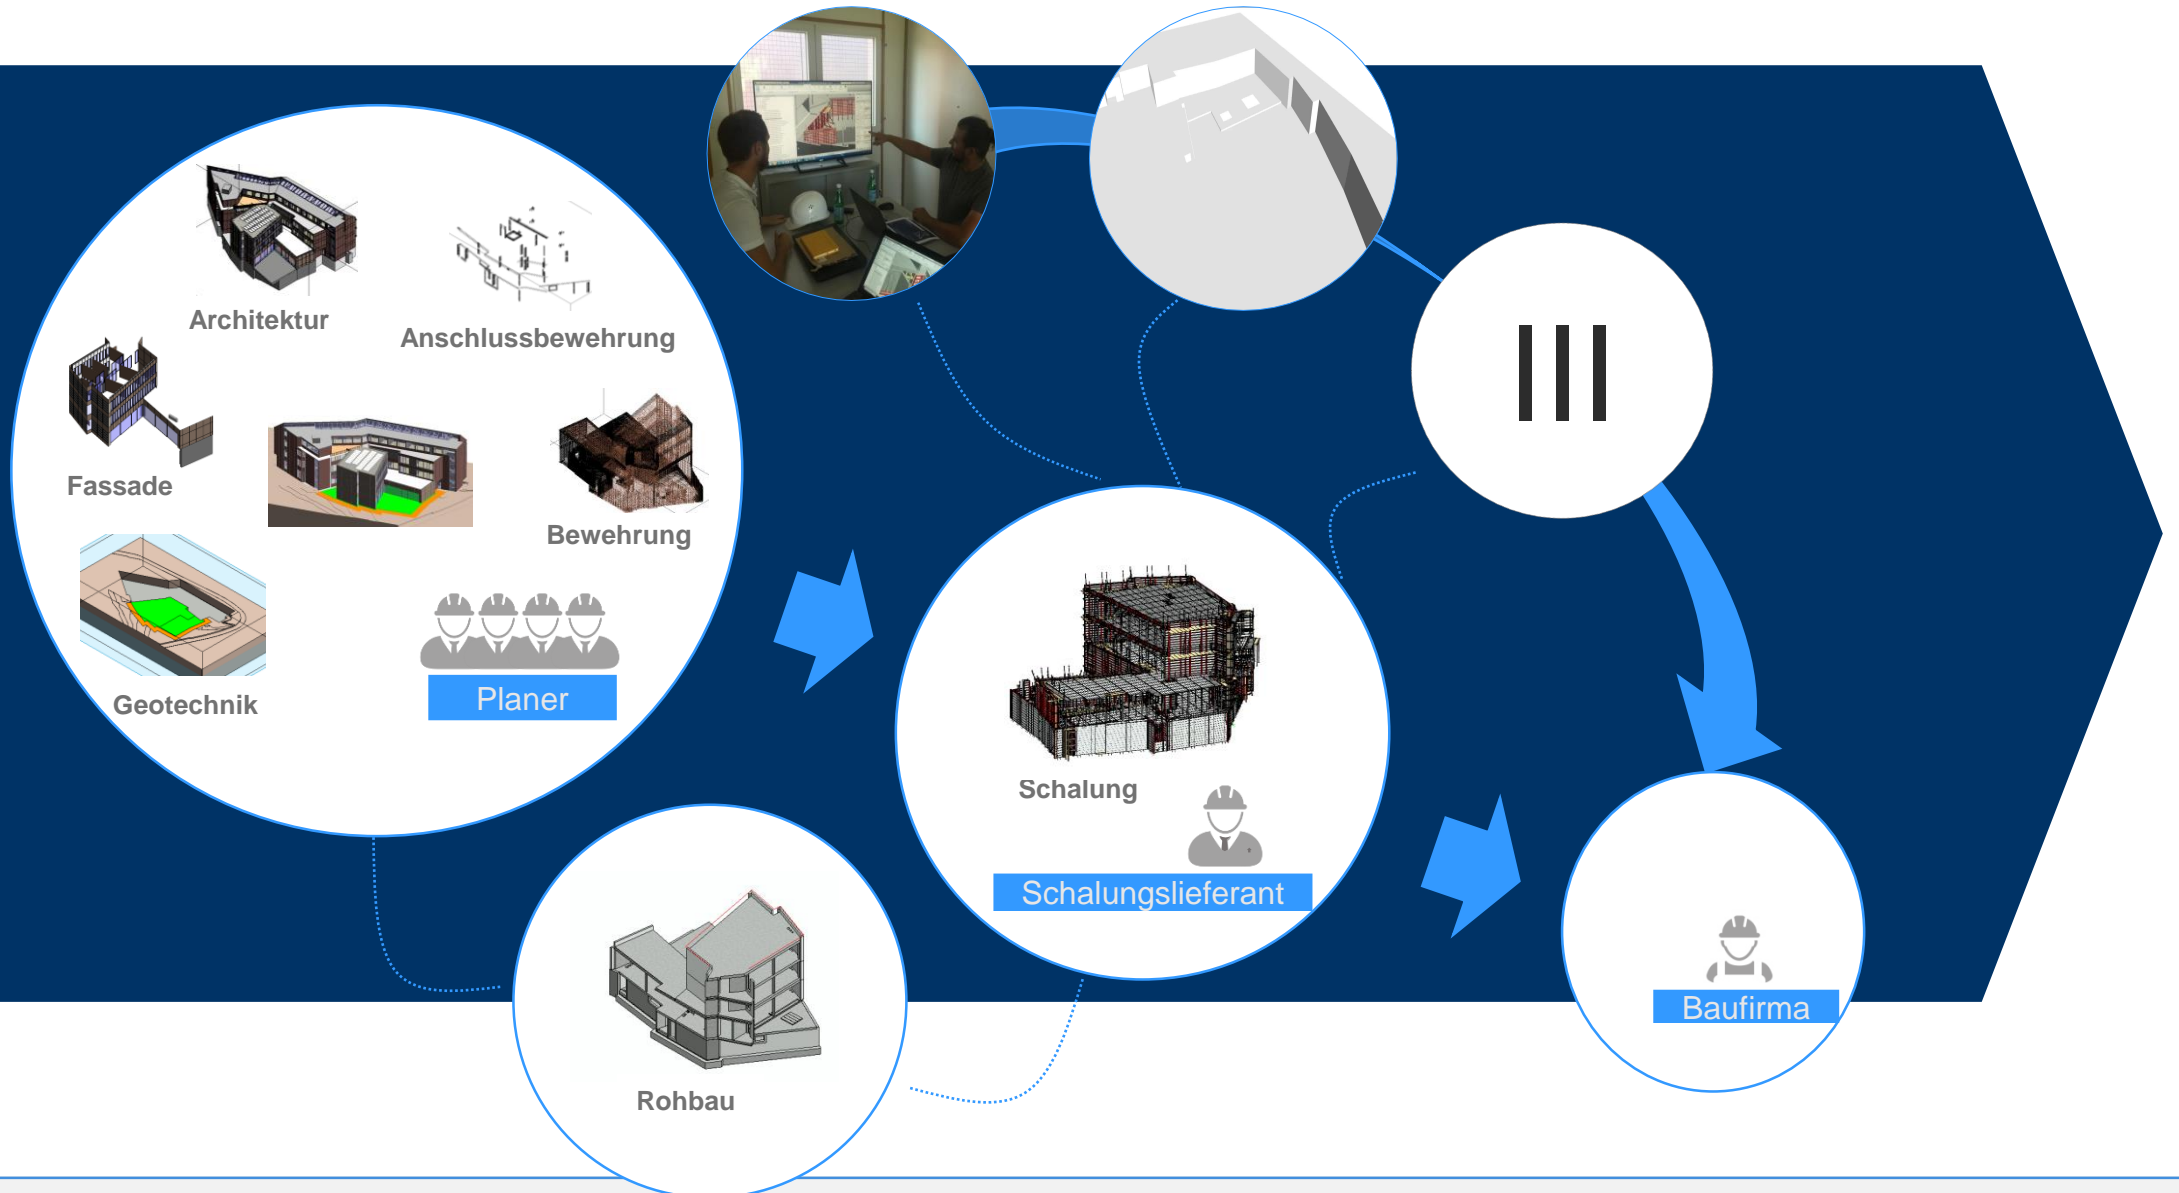 Architektur
Anschlussbewehrung
Fassade
Bewehrung
Geotechnik
Planer
Schalung
Schalungslieferant
Baufirma
Rohbau